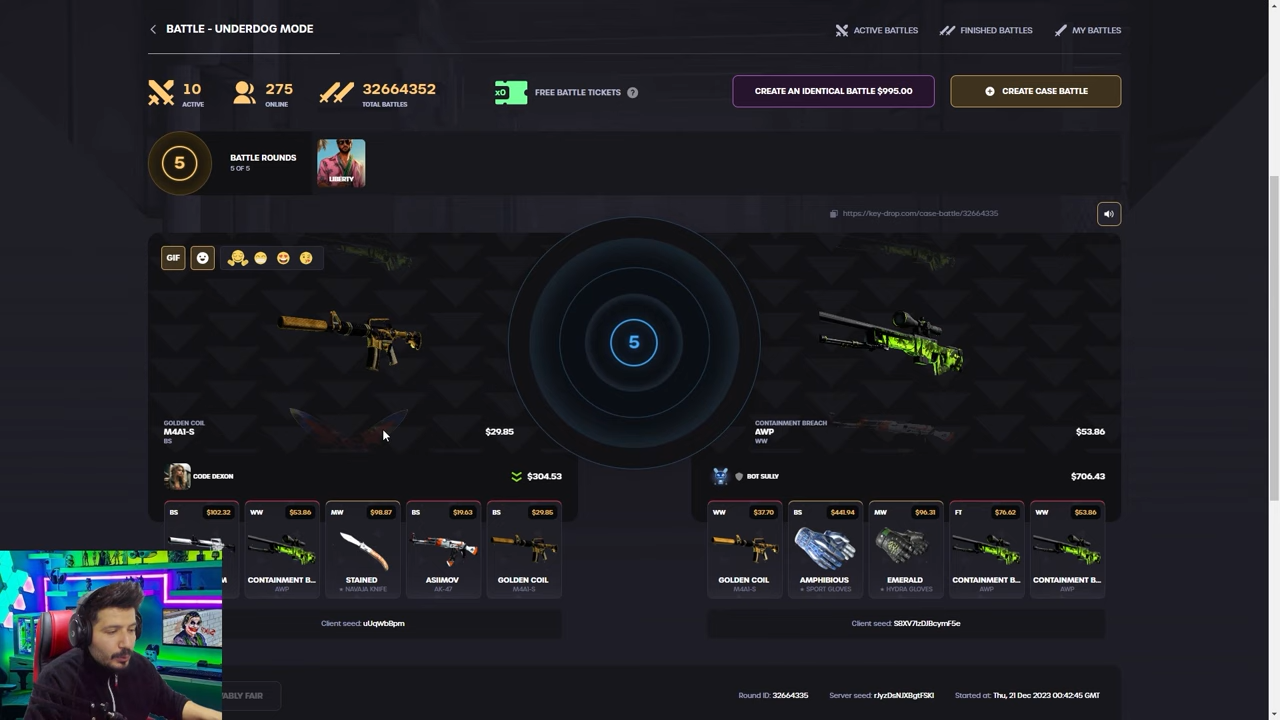 BATTLE - UNDERDOG MODE
ACTIVE BATTLES
FINISHED BATTLES
MY BATTLES
10
ACTIVE
275
ONLINE
32664352
TOTAL BATTLES
x0
FREE BATTLE TICKETS ?
CREATE AN IDENTICAL BATTLE $995.00
CREATE CASE BATTLE
5
BATTLE ROUNDS
5 OF 5
LIBERTY
https://key-drop.com/case-battle/32664335
GIF
5
GOLDEN COIL
M4A1-S
BS
$29.85
CONTAINMENT BREACH
AWP
WW
$53.86
CODE DEXON
$304.53
BOT SULLY
$706.43
BS $102.32
WW $53.86
CONTAINMENT B...
AWP
MW $98.87
STAINED
★ NAVAJA KNIFE
BS $19.63
ASIIMOV
AK-47
BS $29.85
GOLDEN COIL
M4A1-S
WW $37.70
GOLDEN COIL
M4A1-S
BS $441.94
AMPHIBIOUS
★ SPORT GLOVES
MW $96.31
EMERALD
★ HYDRA GLOVES
FT $76.62
CONTAINMENT B...
AWP
WW $53.86
CONTAINMENT B...
AWP
Client seed: uUqWbBpm
Client seed: S8XV7IzDJBcymF5e
ABLY FAIR
Round ID: 32664335
Server seed: rJyzDsNJXBgtFSKI
Started at: Thu, 21 Dec 2023 00:42:45 GMT